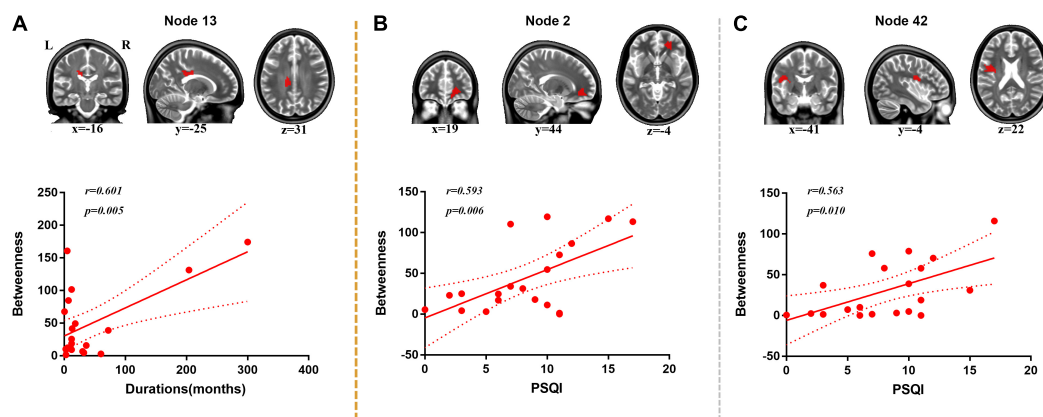 A
Node 13
L
R
x=-16
y=-25
z=31
r=0.601
p=0.005
Betweenness
250
200
150
100
50
0
0
100
200
300
400
Durations(months)
B
Node 2
x=19
y=44
z=-4
r=0.593
p=0.006
Betweenness
150
100
50
0
-50
0
5
10
15
20
PSQI
C
Node 42
x=-41
y=-4
z=22
r=0.563
p=0.010
Betweenness
150
100
50
0
-50
0
5
10
15
20
PSQI